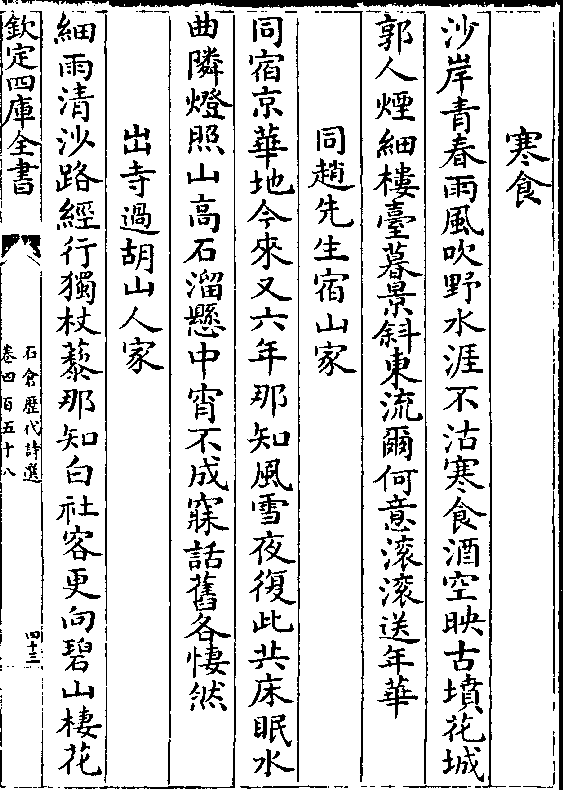 寒食
沙岸青春雨風吹野水涯不沽寒食酒空映古墳花城
郭人煙細樓臺暮景斜東流爾何意滚滚送年華
同趙先生宿山家
同宿京華地今來又六年那知風雪夜復此共床眠水
曲隣燈照山高石溜懸中宵不成寐話舊各悽然
出寺過胡山人家
細雨清沙路經行獨杖藜那知白社客更向碧山棲花
欽定四庫全書
石倉歷代詩選
卷四百五十八
四十三